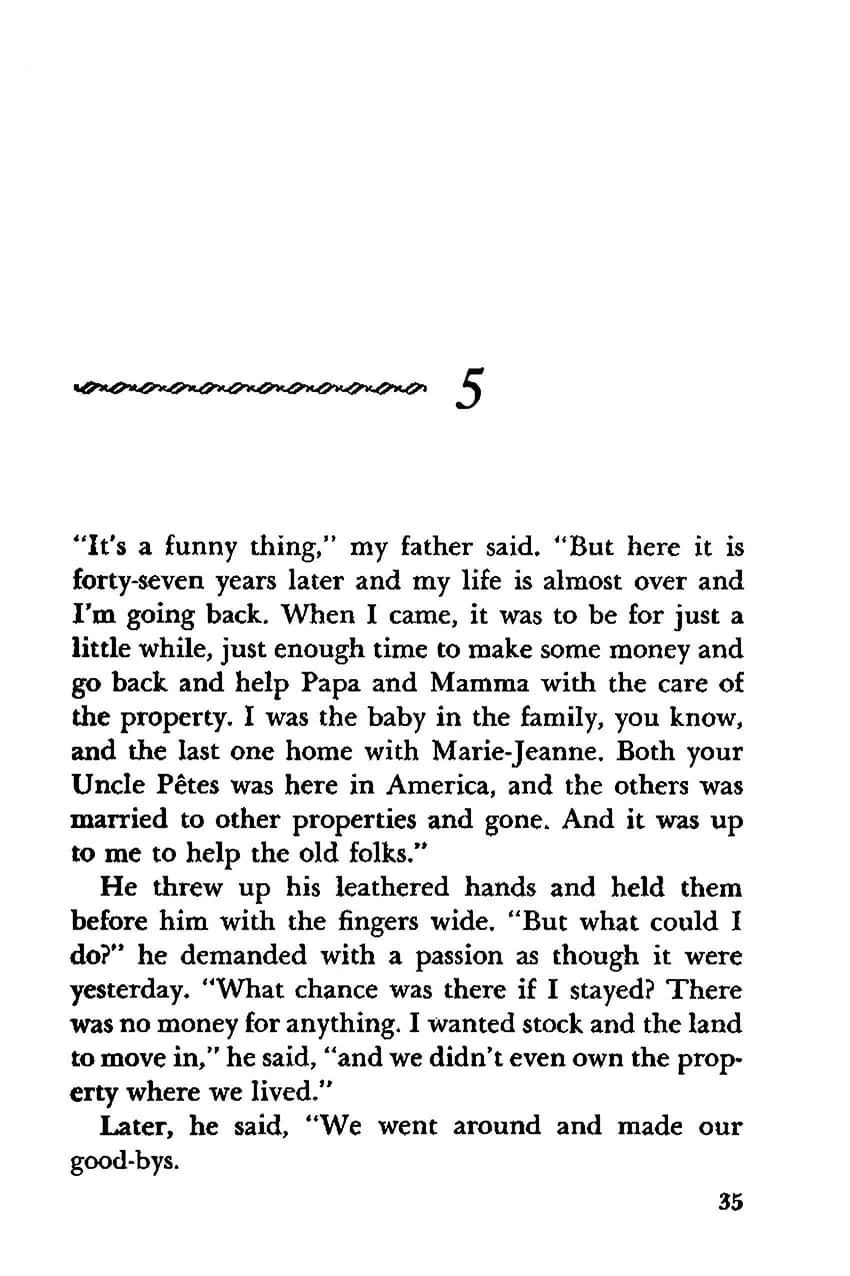 5
"It's a funny thing," my father said. "But here it is
forty-seven years later and my life is almost over and
I'm going back. When I came, it was to be for just a
little while, just enough time to make some money and
go back and help Papa and Mamma with the care of
the property. I was the baby in the family, you know,
and the last one home with Marie-Jeanne. Both your
Uncle Pêtes was here in America, and the others was
married to other properties and gone. And it was up
to me to help the old folks."
He threw up his leathered hands and held them
before him with the fingers wide. "But what could I
do?" he demanded with a passion as though it were
yesterday. "What chance was there if I stayed? There
was no money for anything. I wanted stock and the land
to move in," he said, "and we didn't even own the prop-
erty where we lived."
Later, he said, "We went around and made our
good-bys.
35